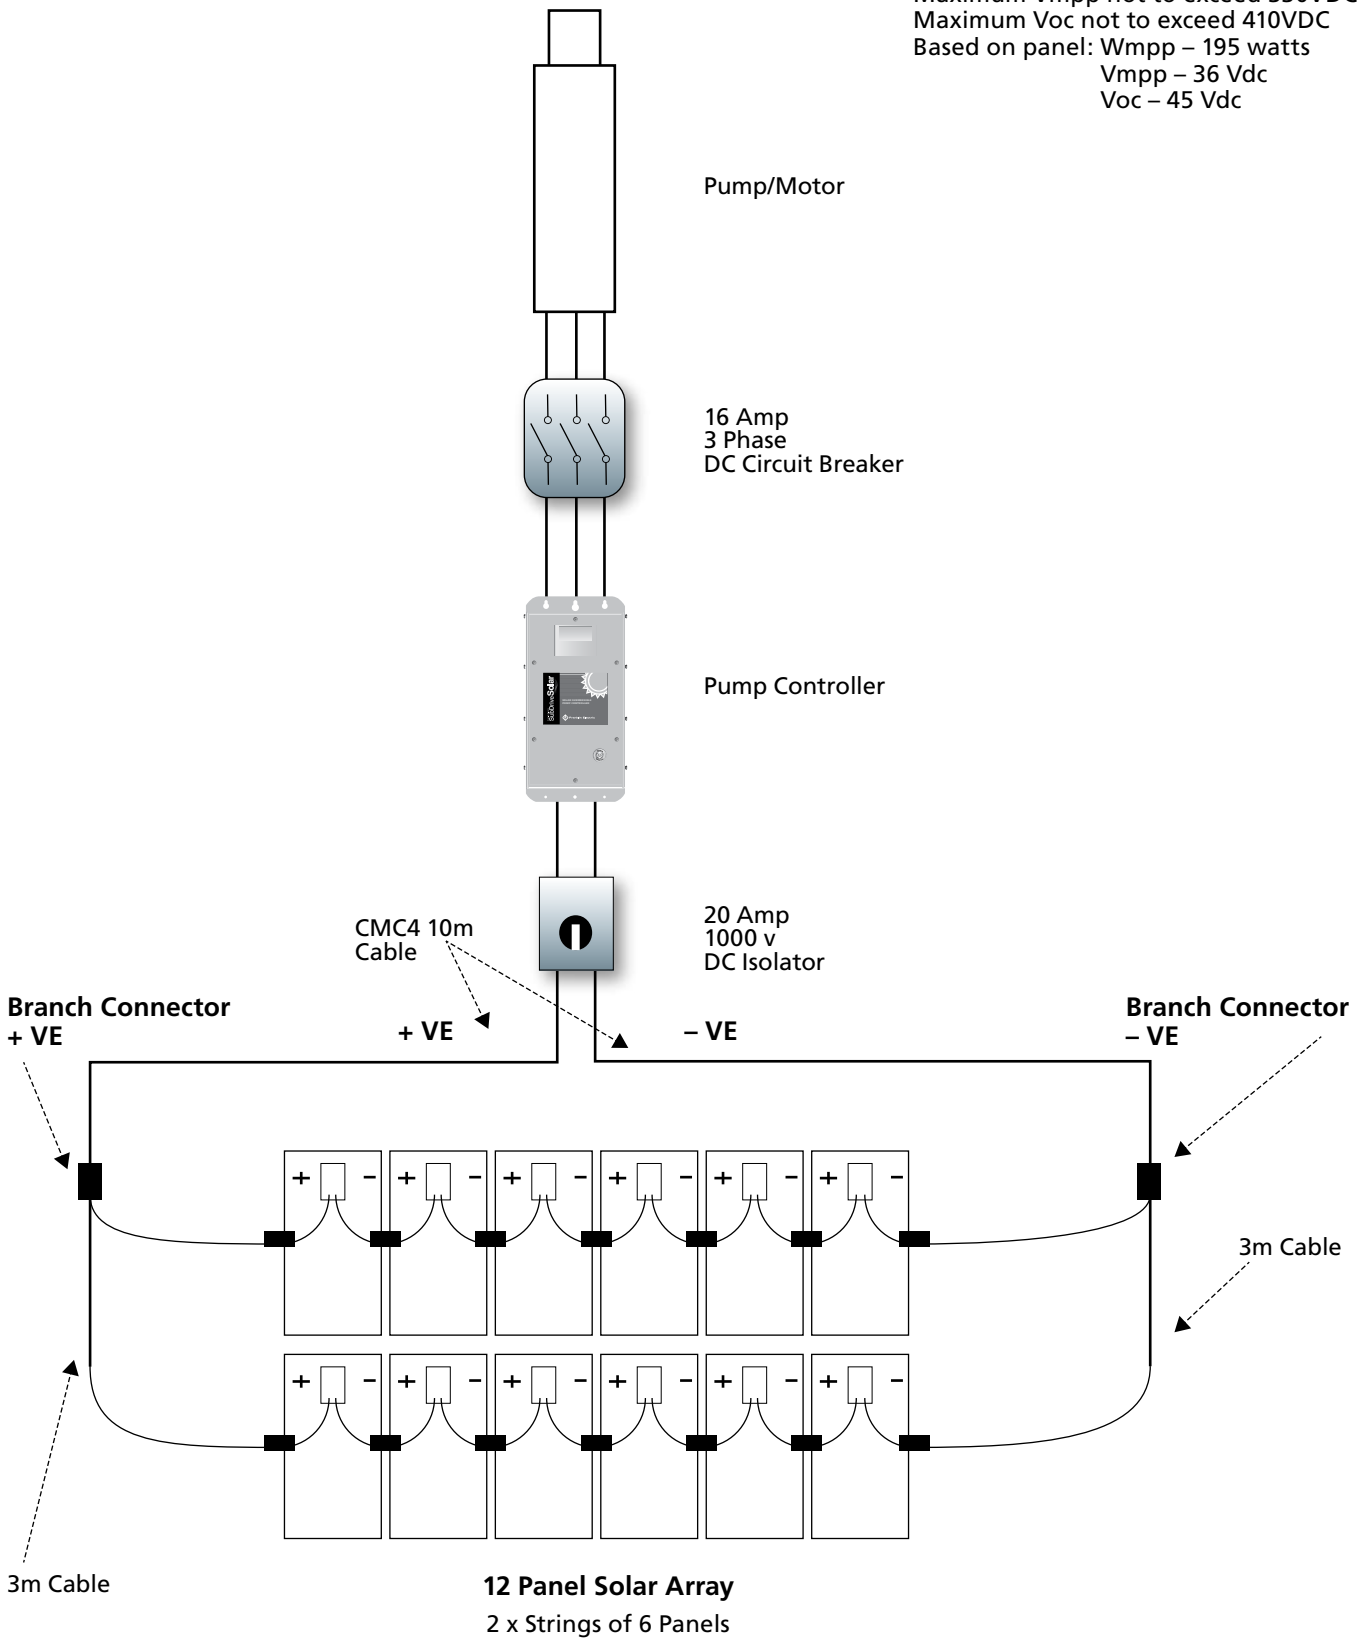 Maximum Voc not to exceed 410VDC
Based on panel: Wmpp – 195 watts
Vmpp – 36 Vdc
Voc – 45 Vdc
Pump/Motor
16 Amp
3 Phase
DC Circuit Breaker
SubDriveSolar
Pump Controller
CMC4 10m
Cable
20 Amp
1000 v
DC Isolator
Branch Connector
+ VE
+ VE
– VE
Branch Connector
– VE
+ – + – + – + – + – + –
3m Cable
+ – + – + – + – + – + –
3m Cable
12 Panel Solar Array
2 x Strings of 6 Panels